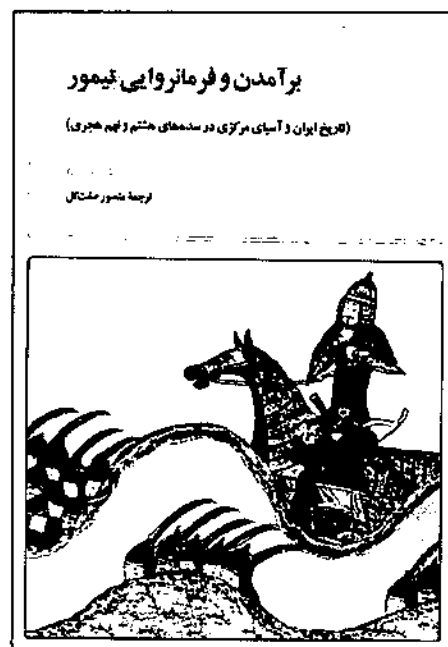 برآمدن و فرمانروایی تیمور
(تاریخ ایران و آسیای مرکزی در سده‌های هشتم و نهم هجری)
ترجمهٔ منصور صفت‌گل